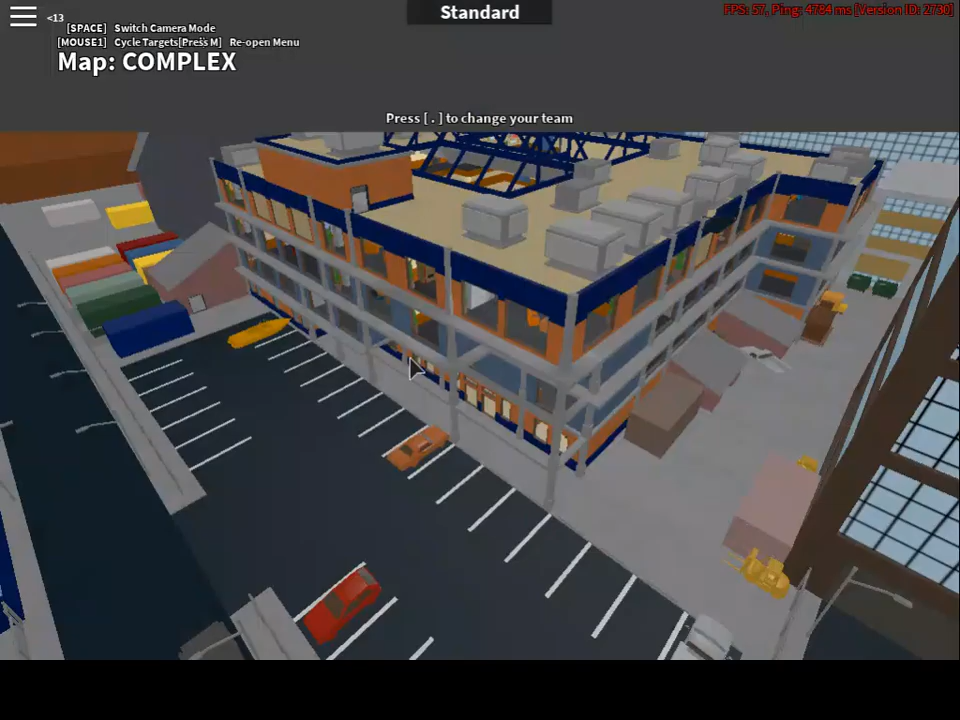 Standard
FPS: 57, Ping: 4784 ms [Version ID: 2730]
<13
[SPACE] Switch Camera Mode
[MOUSE1] Cycle Targets[Press M] Re-open Menu
Map: COMPLEX
Press [ . ] to change your team